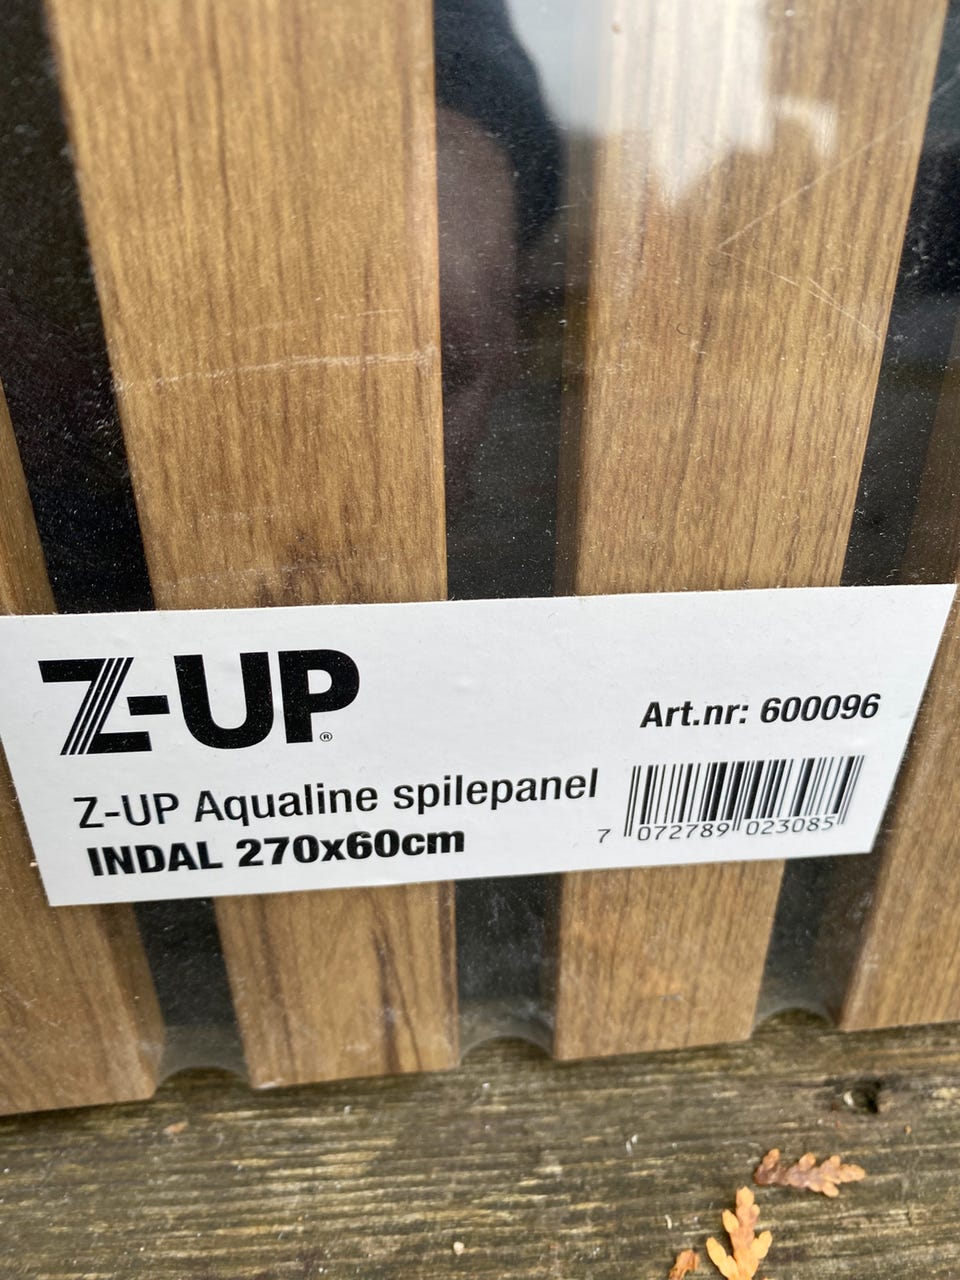 Z-UP®
Art.nr: 600096
Z-UP Aqualine spilepanel
INDAL 270x60cm
7 072789 023085